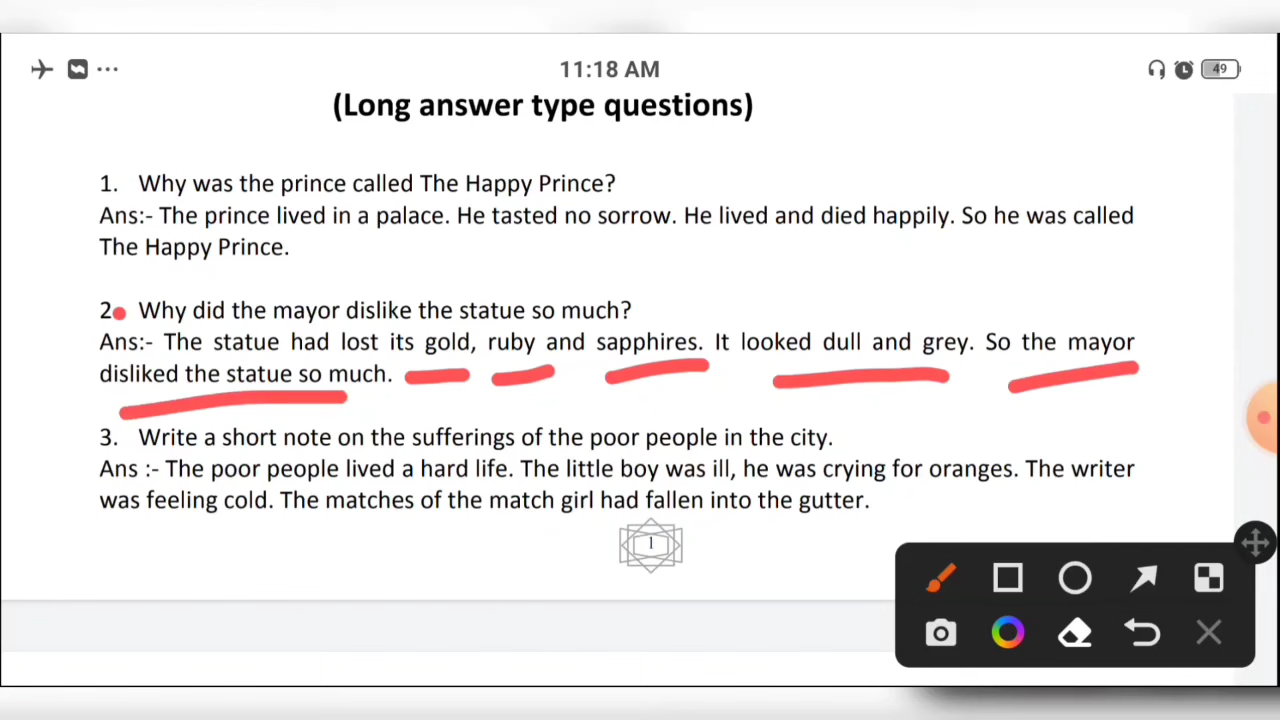 11:18 AM
49
(Long answer type questions)
1. Why was the prince called The Happy Prince?
Ans:- The prince lived in a palace. He tasted no sorrow. He lived and died happily. So he was called
The Happy Prince.
2. Why did the mayor dislike the statue so much?
Ans:- The statue had lost its gold, ruby and sapphires. It looked dull and grey. So the mayor
disliked the statue so much.
3. Write a short note on the sufferings of the poor people in the city.
Ans :- The poor people lived a hard life. The little boy was ill, he was crying for oranges. The writer
was feeling cold. The matches of the match girl had fallen into the gutter.
1